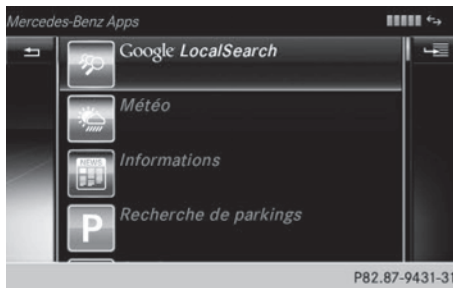 Mercedes-Benz Apps
Google LocalSearch
Météo
NEWS
Informations
P
Recherche de parkings
P82.87-9431-31